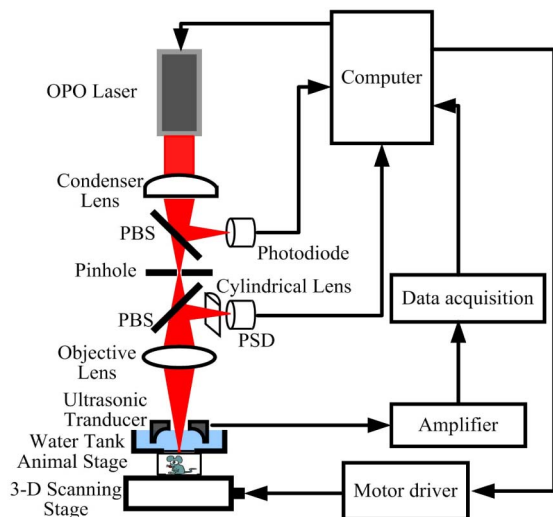 OPO Laser
Computer
Condenser
Lens
PBS
Photodiode
Pinhole
Cylindrical Lens
Data acquisition
PBS
PSD
Objective
Lens
Ultrasonic
Tranducer
Amplifier
Water Tank
Animal Stage
3-D Scanning
Stage
Motor driver